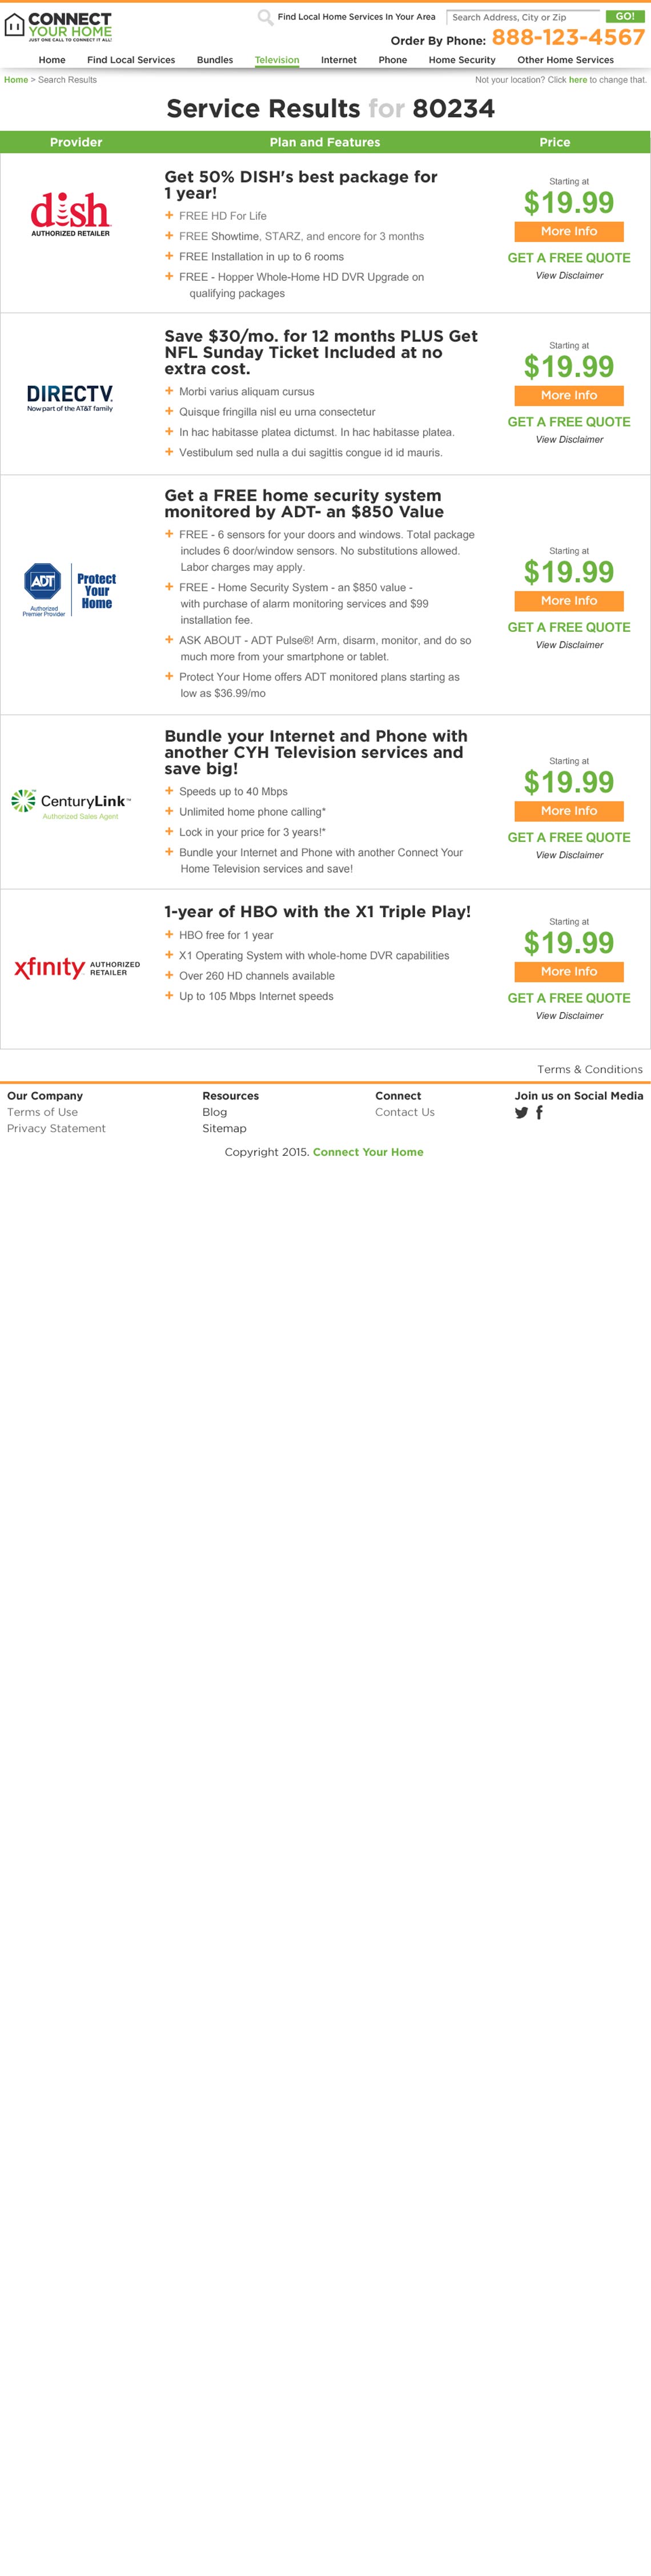 CONNECT
YOUR HOME
JUST ONE CALL TO CONNECT IT ALL!
Find Local Home Services In Your Area
Search Address, City or Zip
GO!
Order By Phone: 888-123-4567
Home Find Local Services Bundles Television Internet Phone Home Security Other Home Services
Home > Search Results
Not your location? Click here to change that.
Service Results for 80234
Provider Plan and Features Price
dish
AUTHORIZED RETAILER
Get 50% DISH's best package for
1 year!
+ FREE HD For Life
+ FREE Showtime, STARZ, and encore for 3 months
+ FREE Installation in up to 6 rooms
+ FREE - Hopper Whole-Home HD DVR Upgrade on
qualifying packages
Starting at
$19.99
More Info
GET A FREE QUOTE
View Disclaimer
DIRECTV
Now part of the AT&T family
Save $30/mo. for 12 months PLUS Get
NFL Sunday Ticket Included at no
extra cost.
+ Morbi varius aliquam cursus
+ Quisque fringilla nisl eu urna consectetur
+ In hac habitasse platea dictumst. In hac habitasse platea.
+ Vestibulum sed nulla a dui sagittis congue id id mauris.
Starting at
$19.99
More Info
GET A FREE QUOTE
View Disclaimer
ADT
Authorized
Premier Provider
Protect
Your
Home
Get a FREE home security system
monitored by ADT- an $850 Value
+ FREE - 6 sensors for your doors and windows. Total package
includes 6 door/window sensors. No substitutions allowed.
Labor charges may apply.
+ FREE - Home Security System - an $850 value -
with purchase of alarm monitoring services and $99
installation fee.
+ ASK ABOUT - ADT Pulse®! Arm, disarm, monitor, and do so
much more from your smartphone or tablet.
+ Protect Your Home offers ADT monitored plans starting as
low as $36.99/mo
Starting at
$19.99
More Info
GET A FREE QUOTE
View Disclaimer
CenturyLink™
Authorized Sales Agent
Bundle your Internet and Phone with
another CYH Television services and
save big!
+ Speeds up to 40 Mbps
+ Unlimited home phone calling*
+ Lock in your price for 3 years!*
+ Bundle your Internet and Phone with another Connect Your
Home Television services and save!
Starting at
$19.99
More Info
GET A FREE QUOTE
View Disclaimer
xfinity AUTHORIZED
RETAILER
1-year of HBO with the X1 Triple Play!
+ HBO free for 1 year
+ X1 Operating System with whole-home DVR capabilities
+ Over 260 HD channels available
+ Up to 105 Mbps Internet speeds
Starting at
$19.99
More Info
GET A FREE QUOTE
View Disclaimer
Terms & Conditions
Our Company
Terms of Use
Privacy Statement
Resources
Blog
Sitemap
Connect
Contact Us
Join us on Social Media
Copyright 2015. Connect Your Home